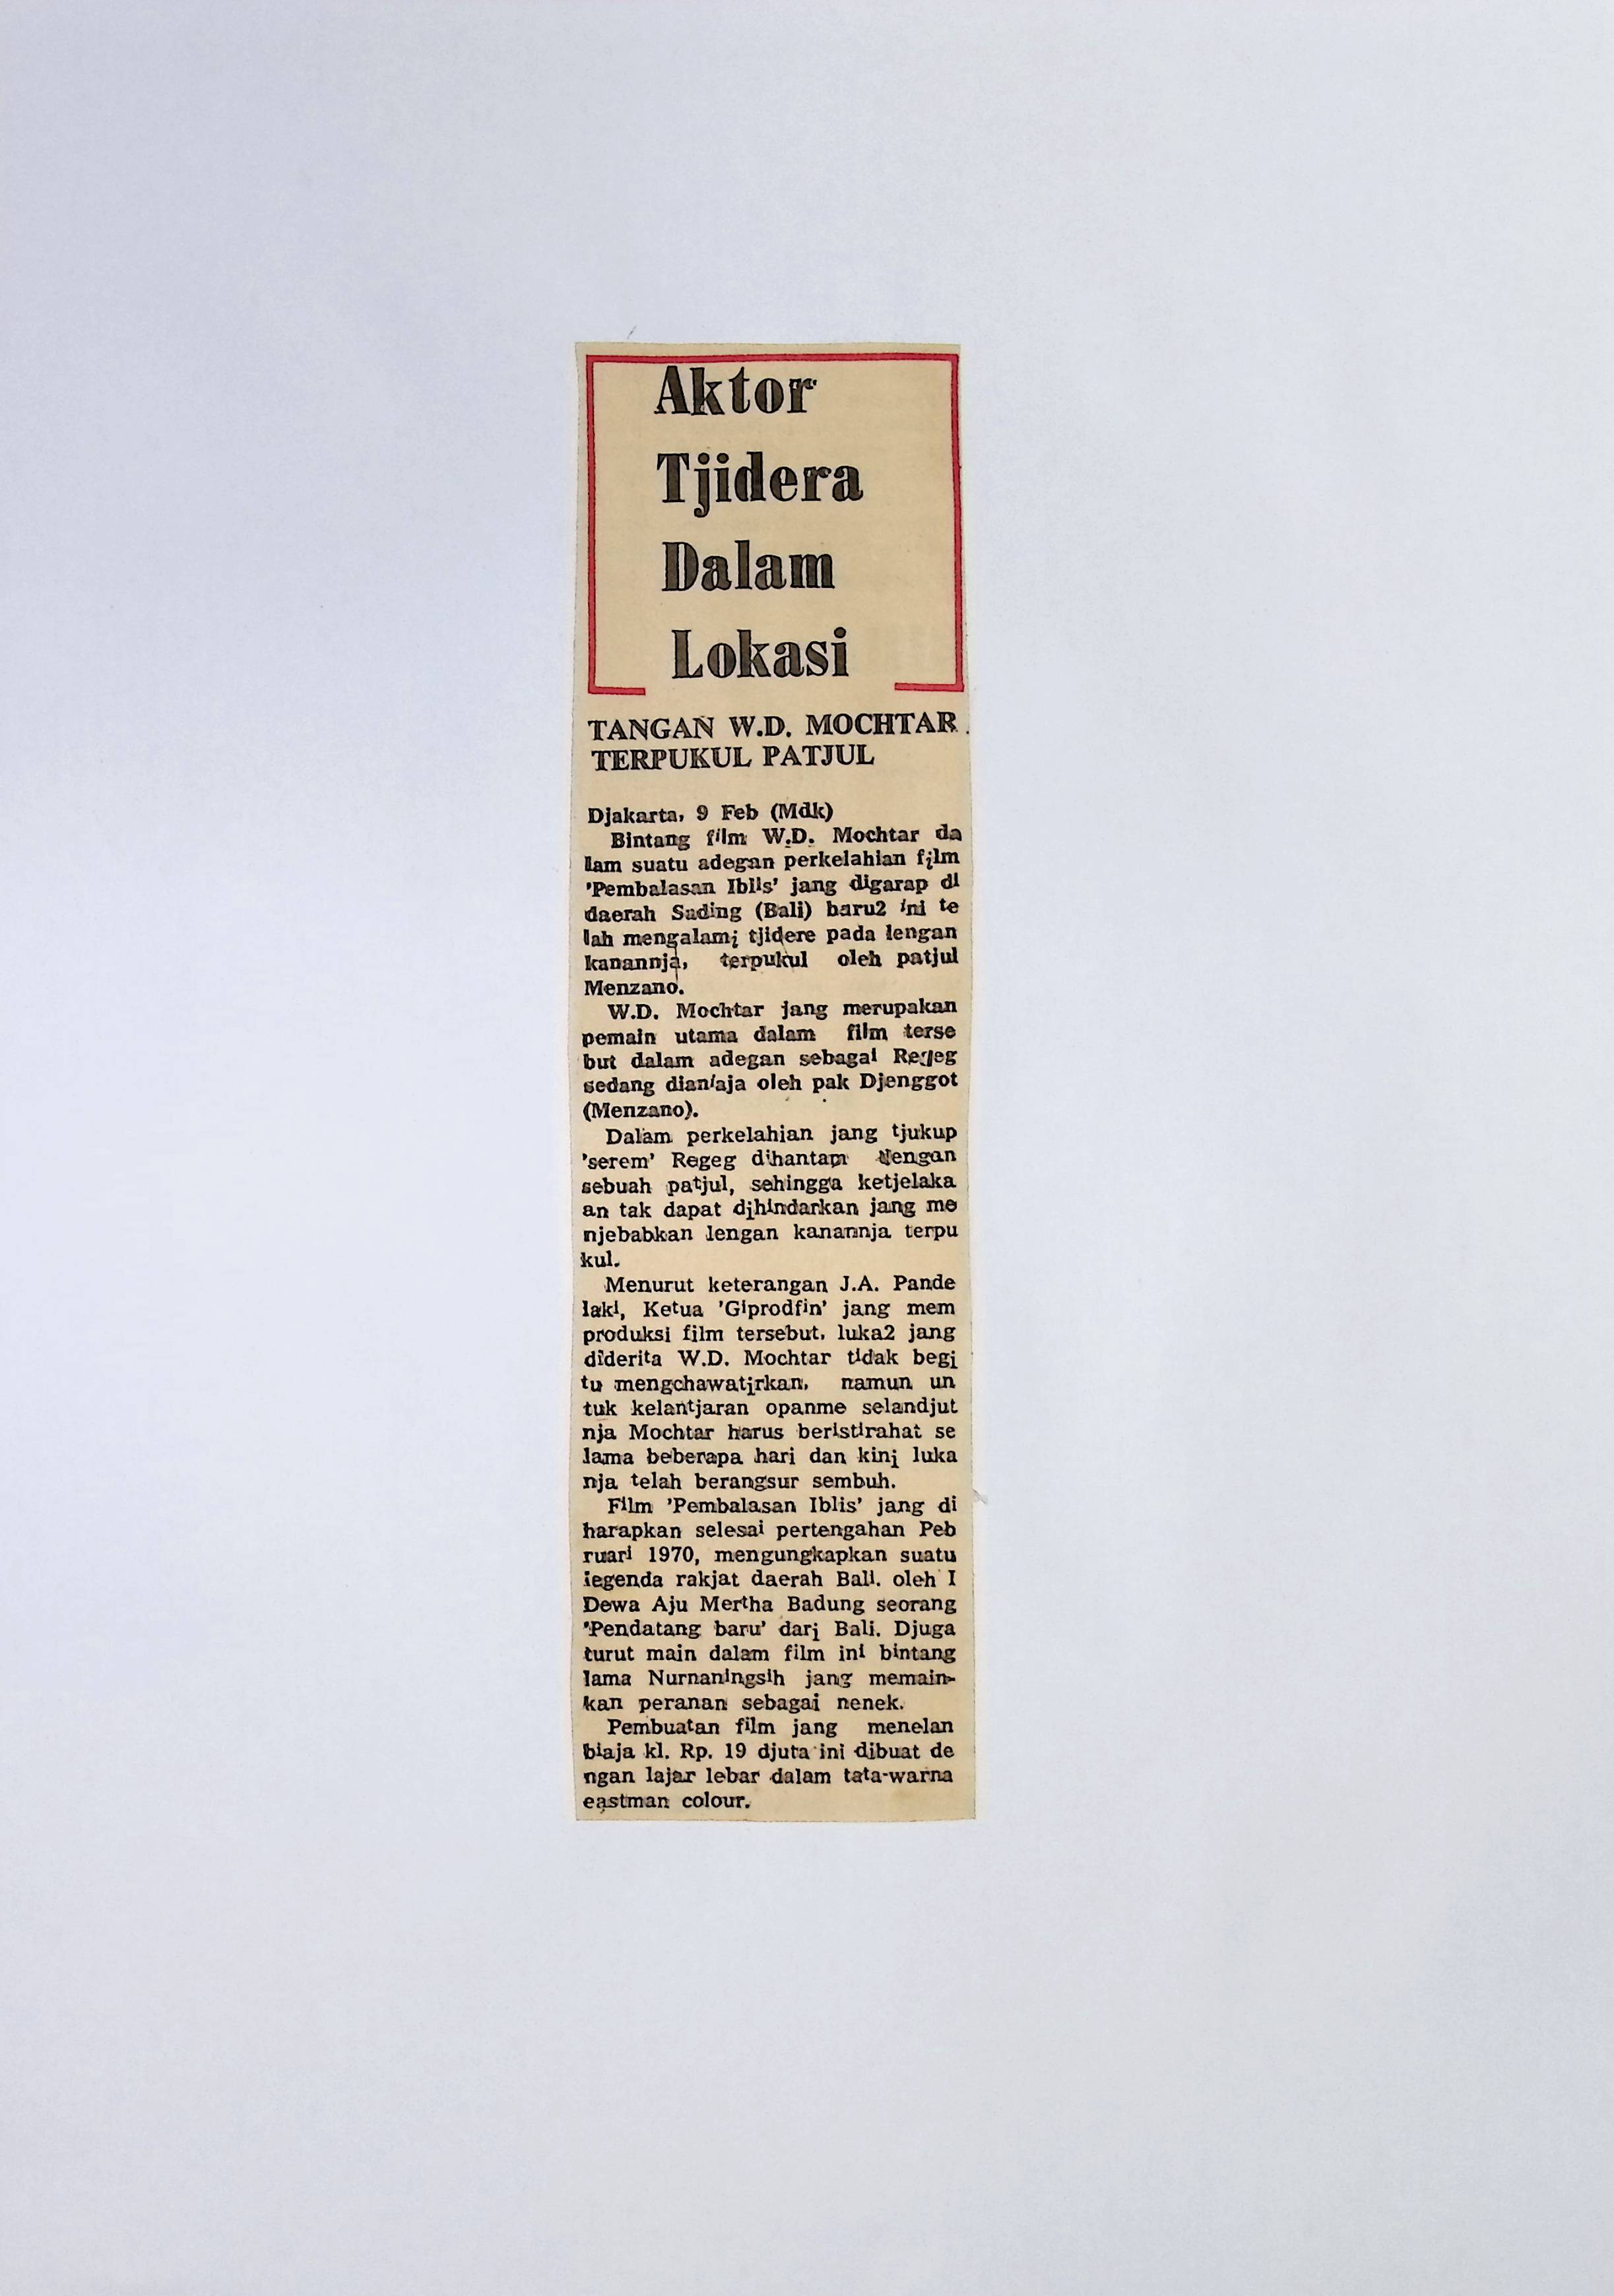 Aktor
Tjidera
Dalam
Lokasi
TANGAN W.D. MOCHTAR
TERPUKUL PATJUL
Djakarta, 9 Feb (Mdk)
Bintang film W.D. Mochtar da
lam suatu adegan perkelahian film
'Pembalasan Iblis' jang digarap di
daerah Sading (Bali) baru2 ini te
lah mengalami tjidere pada lengan
kanannja, terpukul oleh patjul
Menzano.
W.D. Mochtar jang merupakan
pemain utama dalam film terse
but dalam adegan sebagai Regeg
sedang dianiaja oleh pak Djenggot
(Menzano).
Dalam perkelahian jang tjukup
'serem' Regeg dihantam dengan
sebuah patjul, sehingga ketjelaka
an tak dapat dihindarkan jang me
njebabkan lengan kanannja terpu
kul.
Menurut keterangan J.A. Pande
laki, Ketua 'Giprodfin' jang mem
produksi film tersebut, luka2 jang
diderita W.D. Mochtar tidak begi
tu mengchawatirkan, namun un
tuk kelantjaran opanme selandjut
nja Mochtar harus beristirahat se
lama beberapa hari dan kini luka
nja telah berangsur sembuh.
Film 'Pembalasan Iblis' jang di
harapkan selesai pertengahan Peb
ruari 1970, mengungkapkan suatu
legenda rakjat daerah Bali. oleh I
Dewa Aju Mertha Badung seorang
'Pendatang baru' dari Bali. Djuga
turut main dalam film ini bintang
lama Nurnaningsih jang memain-
kan peranan sebagai nenek.
Pembuatan film jang menelan
biaja kl. Rp. 19 djuta ini dibuat de
ngan lajar lebar dalam tata-warna
eastman colour.